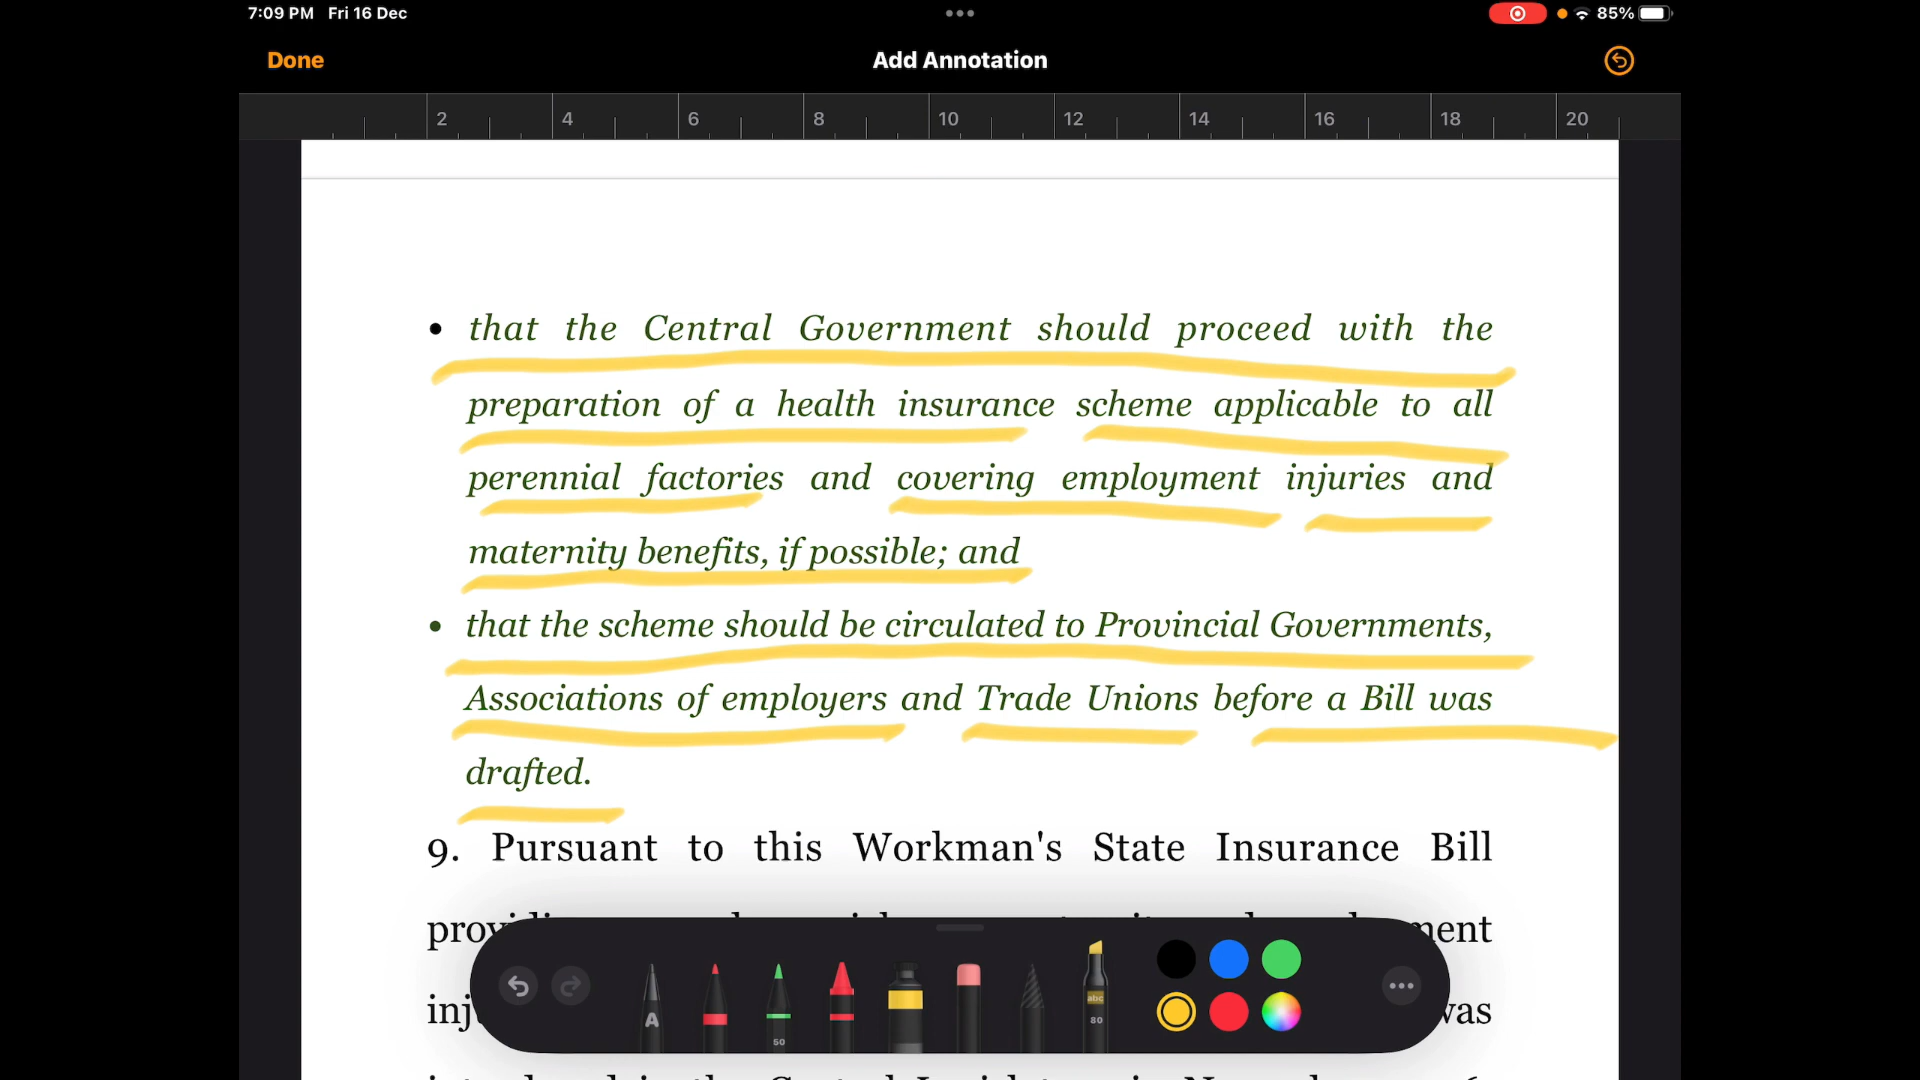 7:09 PM Fri 16 Dec
85%
Done
Add Annotation
2 4 6 8 10 12 14 16 18 20
• that the Central Government should proceed with the
preparation of a health insurance scheme applicable to all
perennial factories and covering employment injuries and
maternity benefits, if possible; and
• that the scheme should be circulated to Provincial Governments,
Associations of employers and Trade Unions before a Bill was
drafted.
9. Pursuant to this Workman's State Insurance Bill
A
50
abc
80